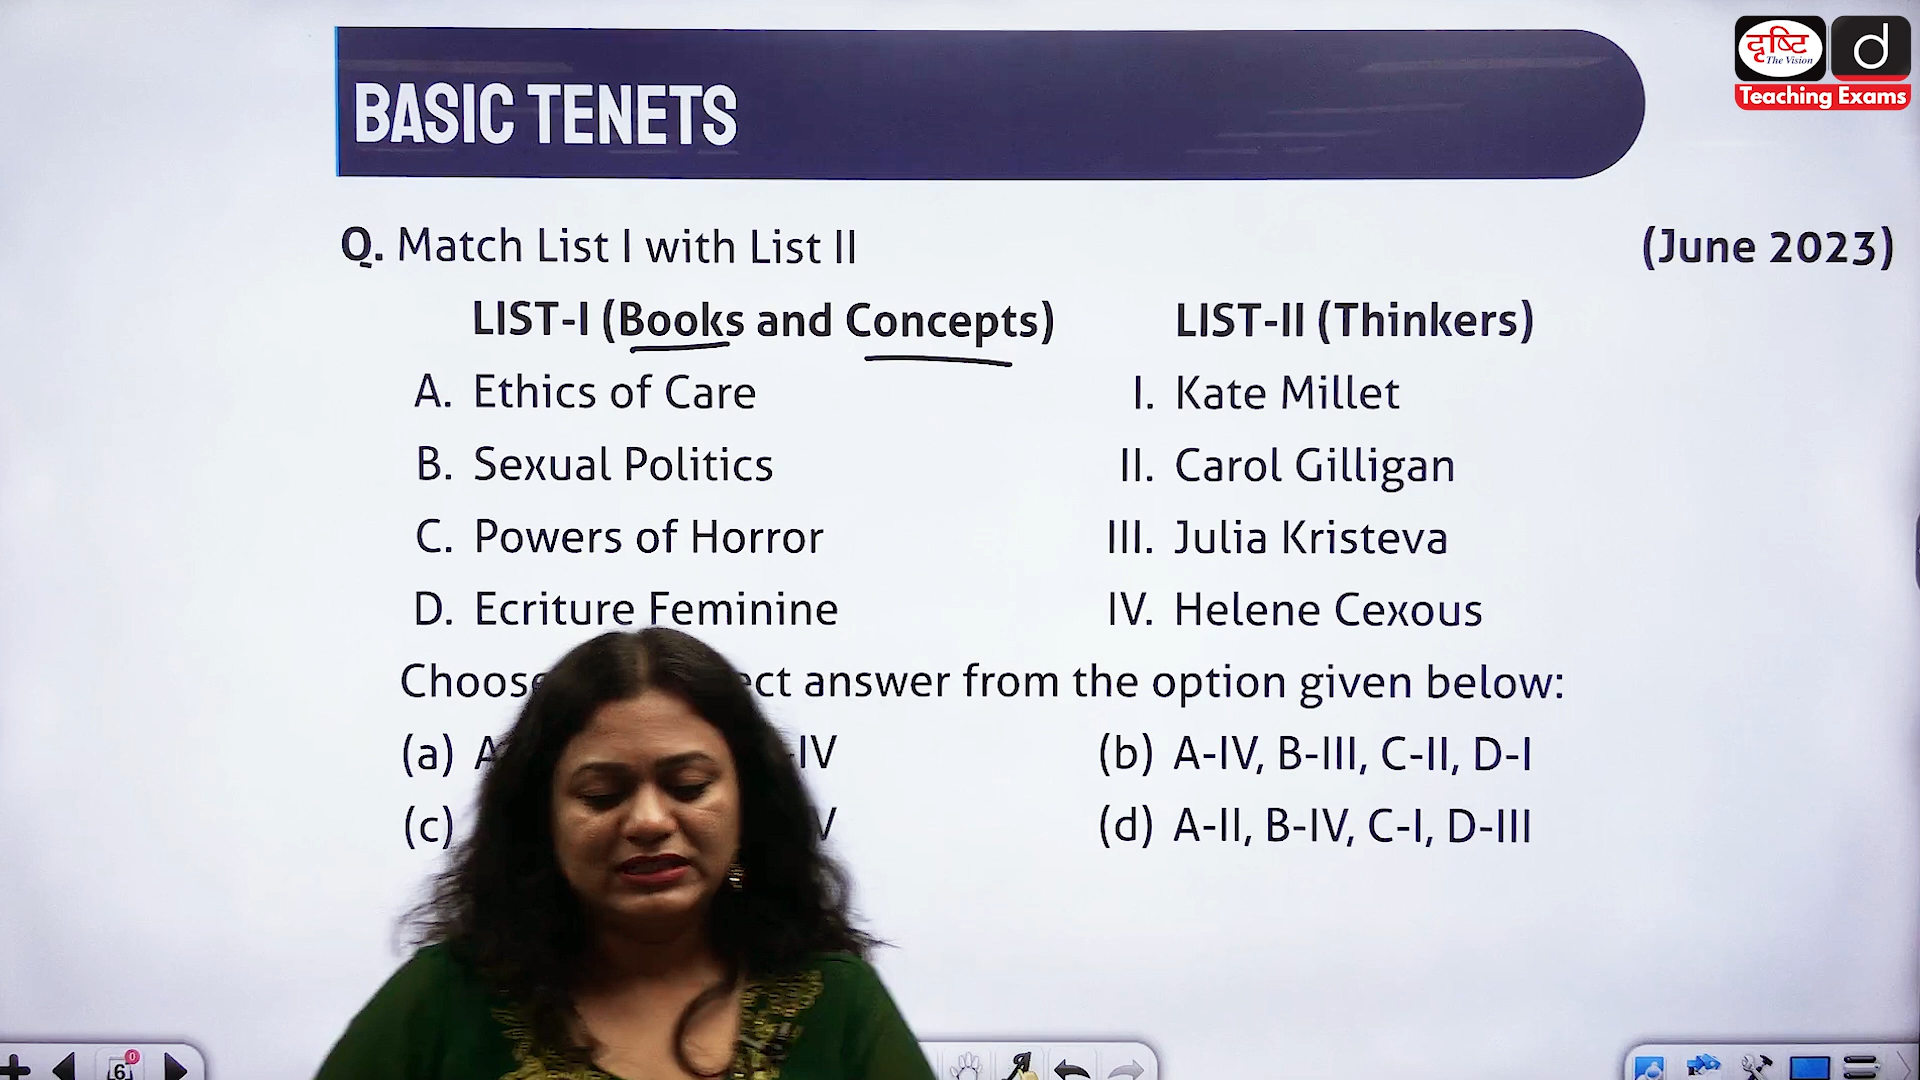 दृष्टि
The Vision
d
Teaching Exams
BASIC TENETS
Q. Match List I with List II (June 2023)
LIST-I (Books and Concepts) LIST-II (Thinkers)
A. Ethics of Care I. Kate Millet
B. Sexual Politics II. Carol Gilligan
C. Powers of Horror III. Julia Kristeva
D. Ecriture Feminine IV. Helene Cexous
answer from the option given below:
(a) -IV (b) A-IV, B-III, C-II, D-I
(c) (d) A-II, B-IV, C-I, D-III
6
0